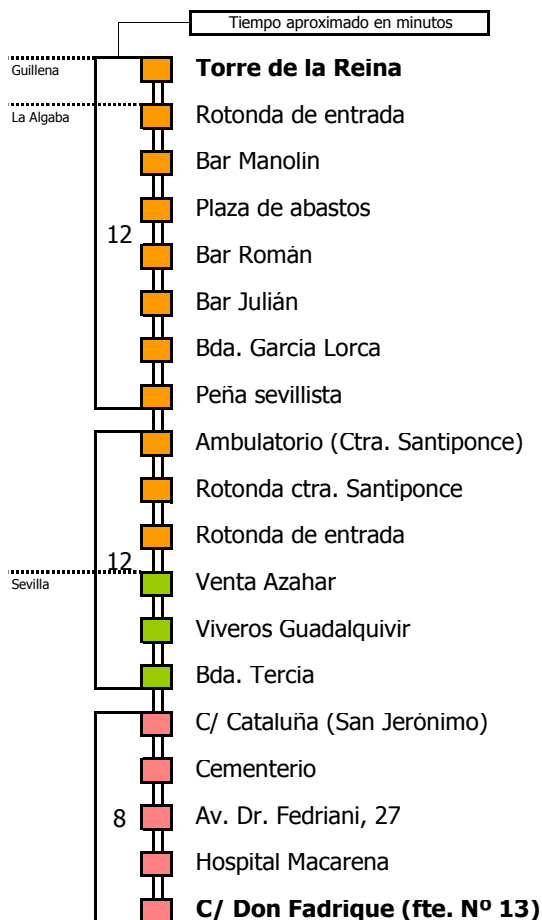 Tiempo aproximado en minutos
Guillena
Torre de la Reina
La Algaba
Rotonda de entrada
Bar Manolín
Plaza de abastos
12
Bar Román
Bar Julián
Bda. García Lorca
Peña sevillista
Ambulatorio (Ctra. Santiponce)
Rotonda ctra. Santiponce
Rotonda de entrada
12
Sevilla
Venta Azahar
Viveros Guadalquivir
Bda. Tercia
C/ Cataluña (San Jerónimo)
Cementerio
8
Av. Dr. Fedriani, 27
Hospital Macarena
C/ Don Fadrique (fte. Nº 13)